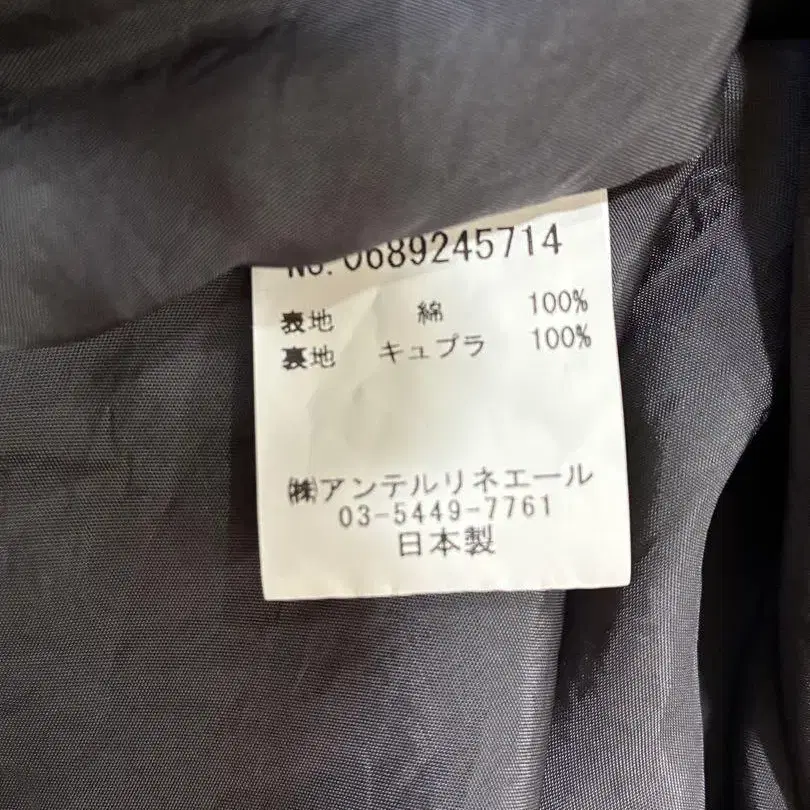 No.0689245714
表地 綿 100%
裏地 キュプラ 100%
㈱アンテルリネエール
03-5449-7761
日本製